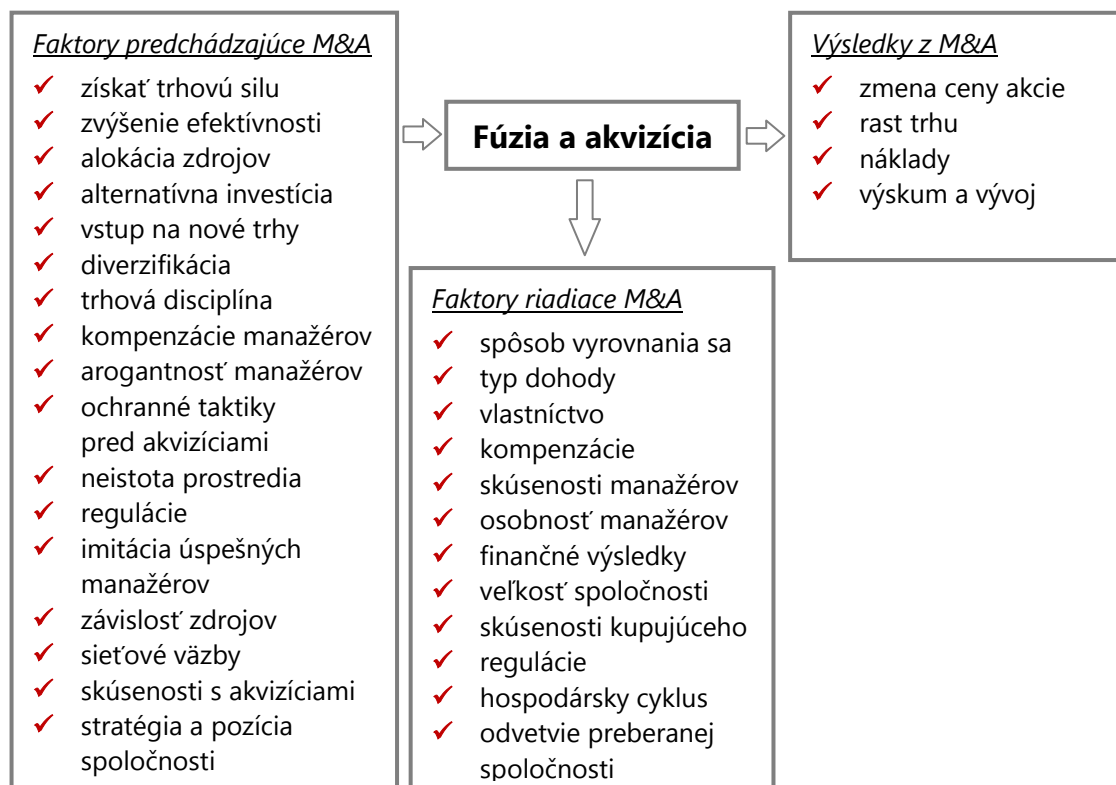 Faktory predchádzajúce M&A
✓ získať trhovú silu
✓ zvýšenie efektívnosti
✓ alokácia zdrojov
✓ alternatívna investícia
✓ vstup na nové trhy
✓ diverzifikácia
✓ trhová disciplína
✓ kompenzácie manažérov
✓ arogantnosť manažérov
✓ ochranné taktiky
pred akvizíciami
✓ neistota prostredia
✓ regulácie
✓ imitácia úspešných
manažérov
✓ závislosť zdrojov
✓ sieťové väzby
✓ skúsenosti s akvizíciami
✓ stratégia a pozícia
spoločnosti
Fúzia a akvizícia
Faktory riadiace M&A
✓ spôsob vyrovnania sa
✓ typ dohody
✓ vlastníctvo
✓ kompenzácie
✓ skúsenosti manažérov
✓ osobnosť manažérov
✓ finančné výsledky
✓ veľkosť spoločnosti
✓ skúsenosti kupujúceho
✓ regulácie
✓ hospodársky cyklus
✓ odvetvie preberanej
spoločnosti
Výsledky z M&A
✓ zmena ceny akcie
✓ rast trhu
✓ náklady
✓ výskum a vývoj